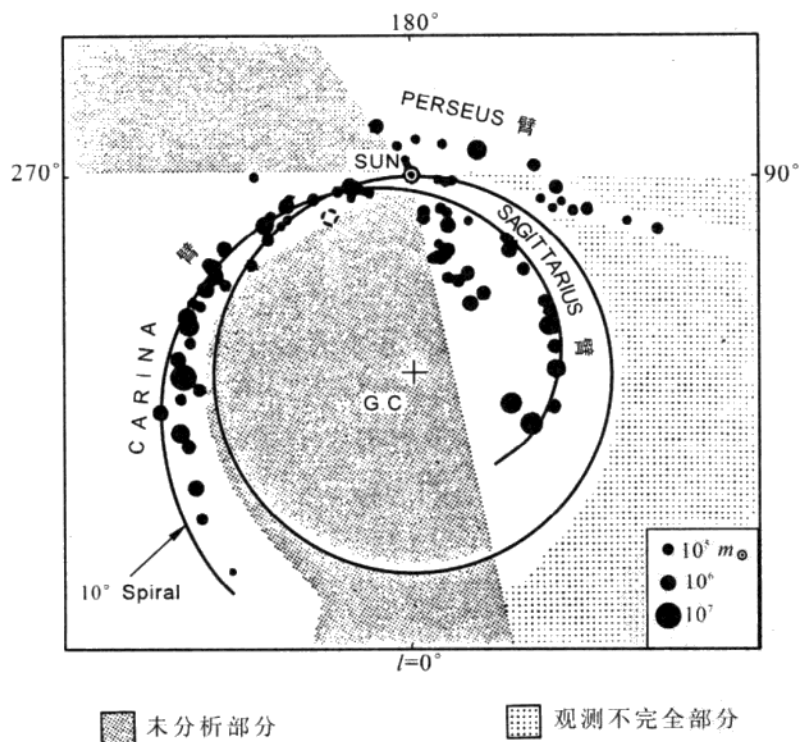 180°
PERSEUS 臂
SUN
270°
90°
SAGITTARIUS 臂
CARINA 臂
G.C
10° Spiral
10⁵ m⊙
10⁶
10⁷
l=0°
未分析部分
观测不完全部分